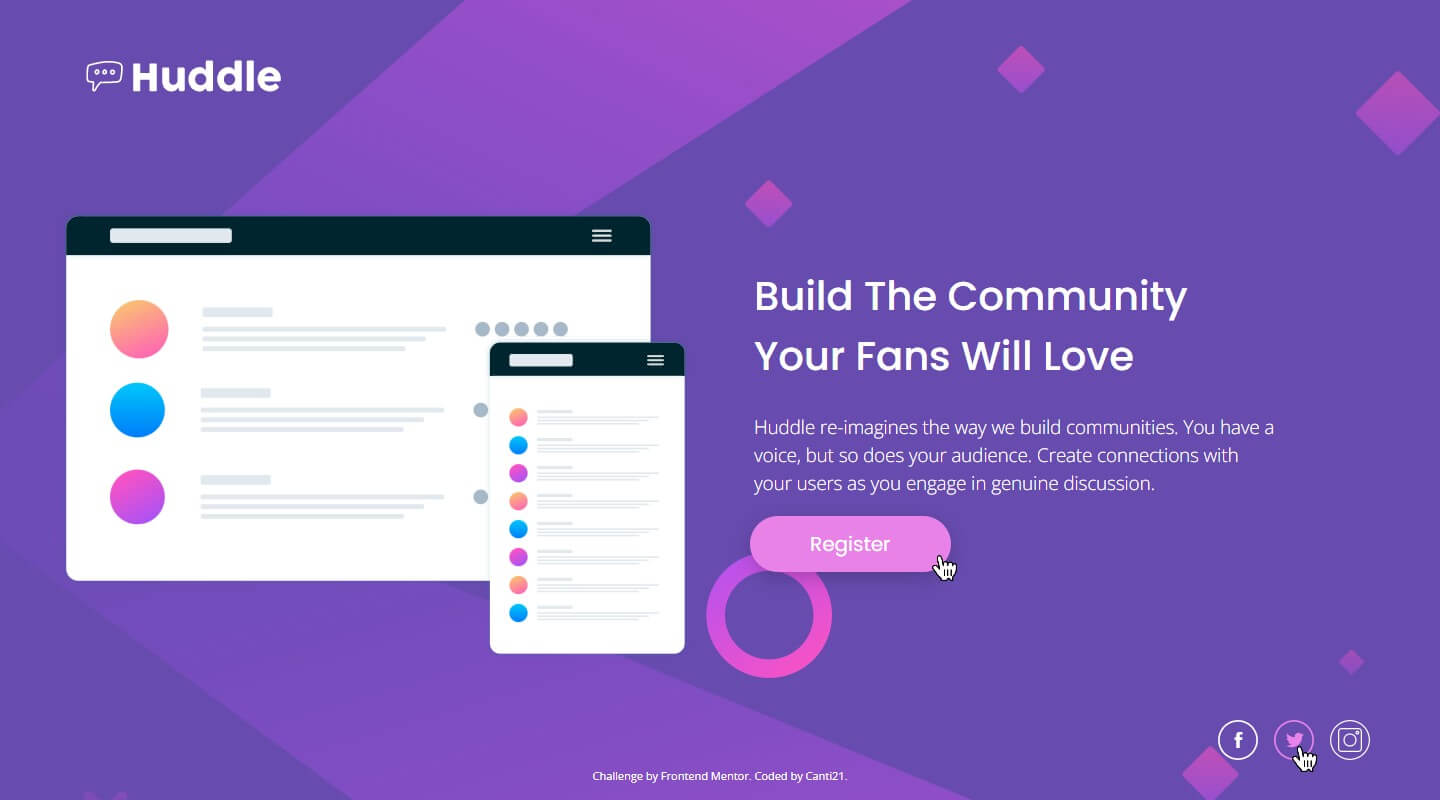 Huddle
Build The Community
Your Fans Will Love
Huddle re-imagines the way we build communities. You have a
voice, but so does your audience. Create connections with
your users as you engage in genuine discussion.
Register
Challenge by Frontend Mentor. Coded by Canti21.